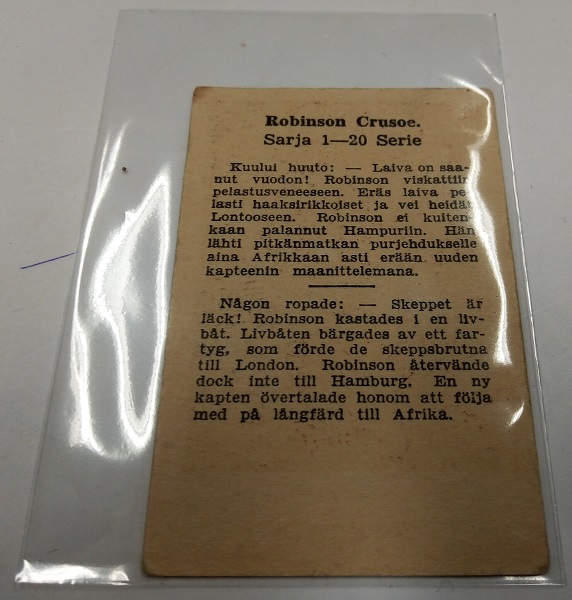 Robinson Crusoe.
Sarja 1—20 Serie
Kuului huuto: — Laiva on saa-
nut vuodon! Robinson viskattiin
pelastusveneeseen. Eräs laiva pe-
lasti haaksirikkoiset ja vei heidät
Lontooseen. Robinson ei kuiten-
kaan palannut Hampuriin. Hän
lähti pitkänmatkan purjehdukselle
aina Afrikkaan asti erään uuden
kapteenin maanittelemana.
Någon ropade: — Skeppet är
läck! Robinson kastades i en liv-
båt. Livbåten bärgades av ett far-
tyg, som förde de skeppsbrutna
till London. Robinson återvände
dock inte till Hamburg. En ny
kapten övertalade honom att följa
med på långfärd till Afrika.